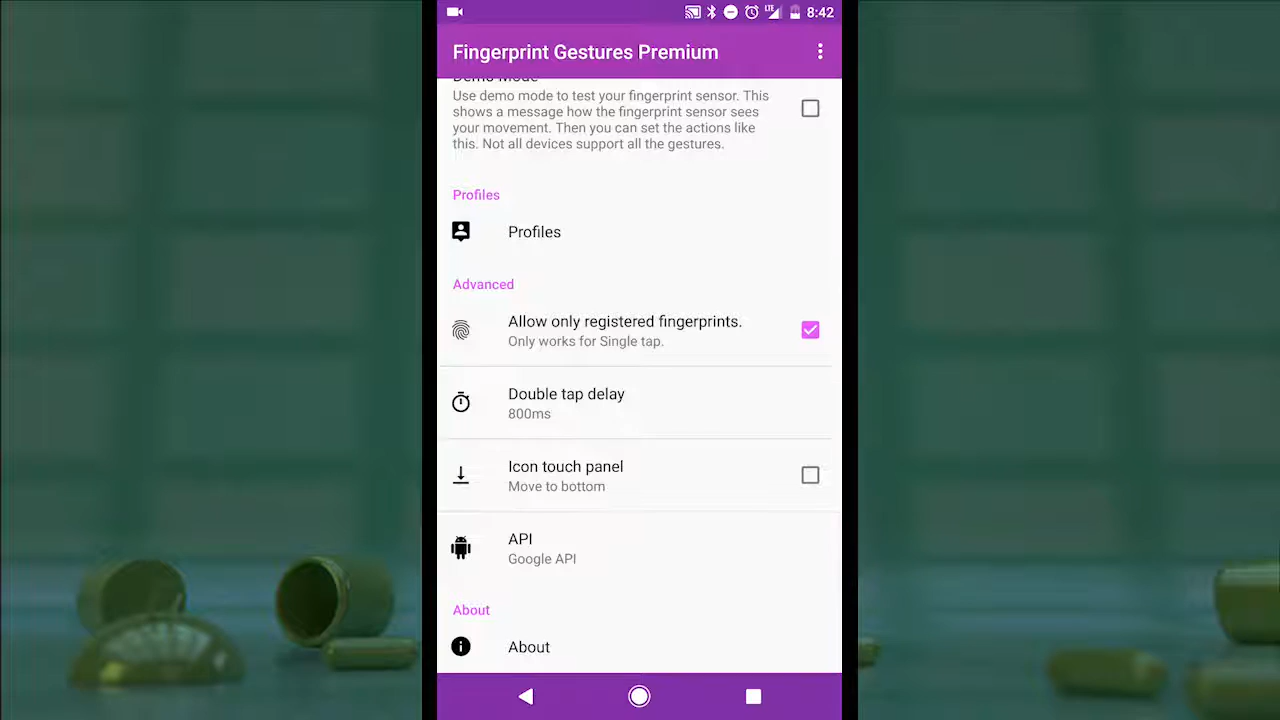 LTE 8:42
Fingerprint Gestures Premium
Demo Mode
Use demo mode to test your fingerprint sensor. This
shows a message how the fingerprint sensor sees
your movement. Then you can set the actions like
this. Not all devices support all the gestures.
Profiles
Profiles
Advanced
Allow only registered fingerprints.
Only works for Single tap.
Double tap delay
800ms
Icon touch panel
Move to bottom
API
Google API
About
About